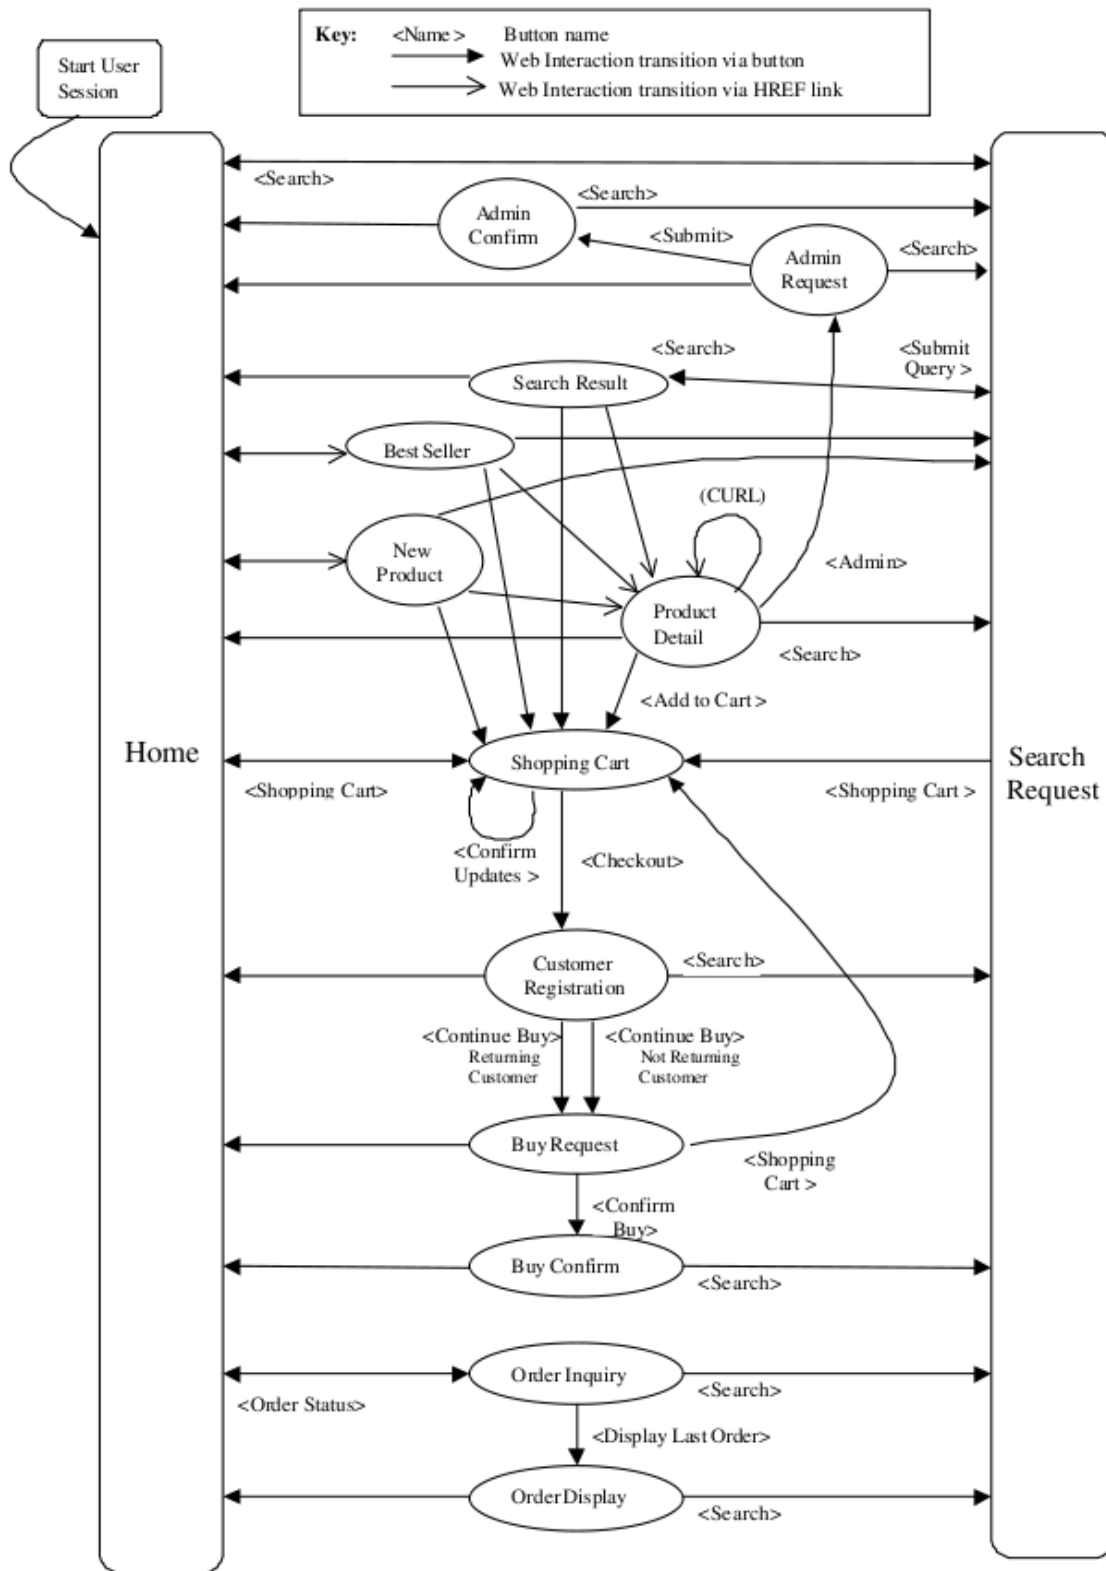 Key: <Name> Button name
Web Interaction transition via button
Web Interaction transition via HREF link
Start User
Session
<Search>
<Search>
Admin
Confirm
<Submit>
Admin
Request
<Search>
<Search>
<Submit
Query >
Search Result
Best Seller
(CURL)
New
Product
<Admin>
Product
Detail
<Search>
<Add to Cart >
Home
Shopping Cart
Search
Request
<Shopping Cart>
<Shopping Cart >
<Confirm
Updates >
<Checkout>
Customer
Registration
<Search>
<Continue Buy>
Returning
Customer
<Continue Buy>
Not Returning
Customer
Buy Request
<Shopping
Cart >
<Confirm
Buy>
Buy Confirm
<Search>
Order Inquiry
<Order Status>
<Search>
<Display Last Order>
Order Display
<Search>